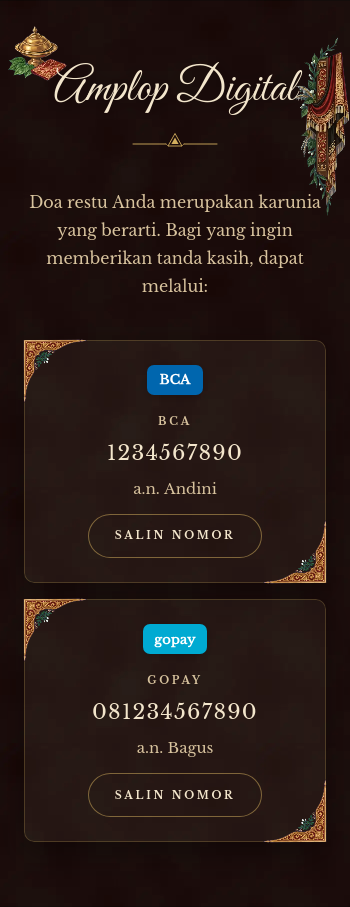 Amplop Digital
Doa restu Anda merupakan karunia
yang berarti. Bagi yang ingin
memberikan tanda kasih, dapat
melalui:
BCA
BCA
1234567890
a.n. Andini
SALIN NOMOR
gopay
GOPAY
081234567890
a.n. Bagus
SALIN NOMOR